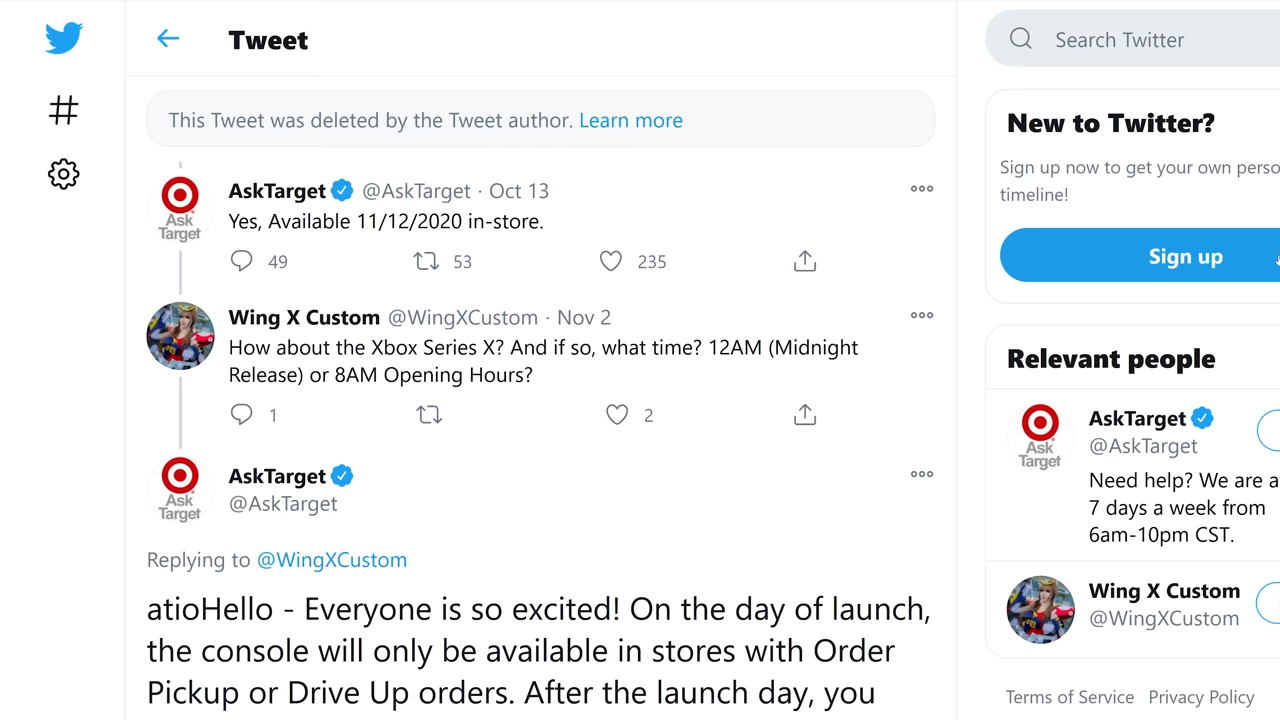 Tweet
Search Twitter
This Tweet was deleted by the Tweet author. Learn more
AskTarget @AskTarget · Oct 13
Yes, Available 11/12/2020 in-store.
49 53 235
Ask
Target
Wing X Custom @WingXCustom · Nov 2
How about the Xbox Series X? And if so, what time? 12AM (Midnight
Release) or 8AM Opening Hours?
1 2
AskTarget
@AskTarget
Ask
Target
Replying to @WingXCustom
atioHello - Everyone is so excited! On the day of launch,
the console will only be available in stores with Order
Pickup or Drive Up orders. After the launch day, you
New to Twitter?
Sign up now to get your own perso
timeline!
Sign up
Relevant people
AskTarget
@AskTarget
Ask
Target
Need help? We are a
7 days a week from
6am-10pm CST.
Wing X Custom
@WingXCustom
Terms of Service Privacy Policy